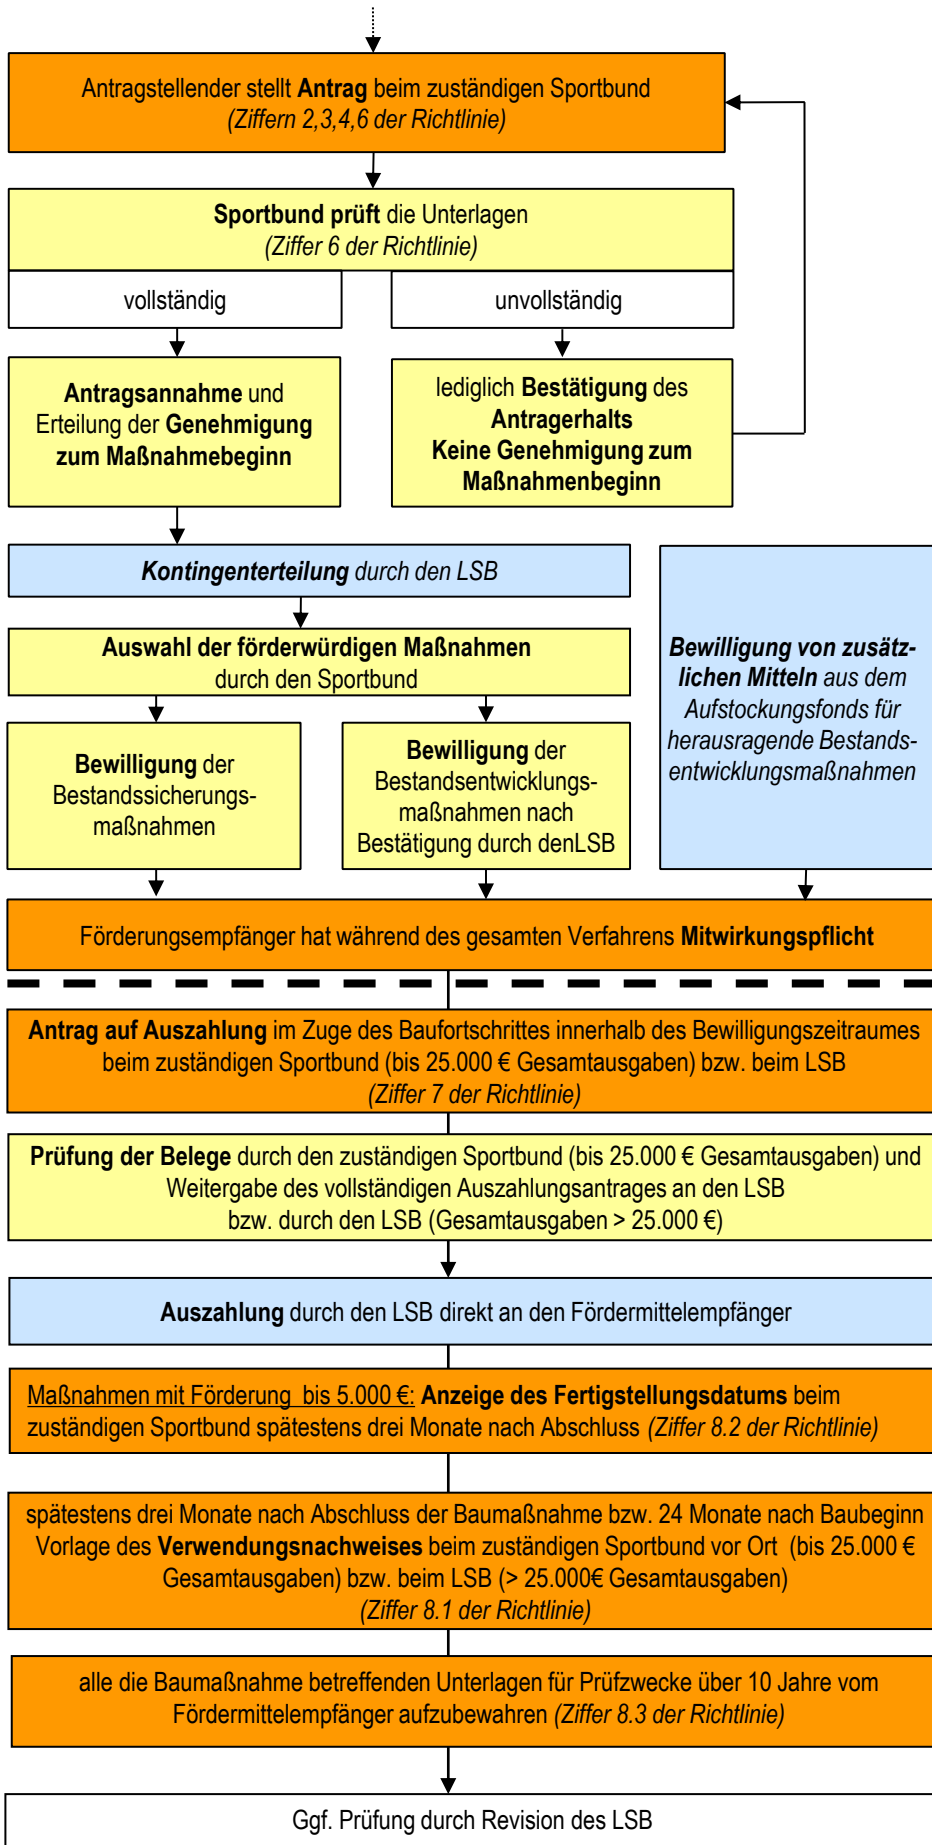 Antragstellender stellt Antrag beim zuständigen Sportbund
(Ziffern 2,3,4,6 der Richtlinie)
Sportbund prüft die Unterlagen
(Ziffer 6 der Richtlinie)
vollständig
unvollständig
Antragsannahme und
Erteilung der Genehmigung
zum Maßnahmebeginn
lediglich Bestätigung des
Antragerhalts
Keine Genehmigung zum
Maßnahmenbeginn
Kontingenterteilung durch den LSB
Auswahl der förderwürdigen Maßnahmen
durch den Sportbund
Bewilligung der
Bestandssicherungs-
maßnahmen
Bewilligung der
Bestandsentwicklungs-
maßnahmen nach
Bestätigung durch denLSB
Bewilligung von zusätz-
lichen Mitteln aus dem
Aufstockungsfonds für
herausragende Bestands-
entwicklungsmaßnahmen
Förderungsempfänger hat während des gesamten Verfahrens Mitwirkungspflicht
Antrag auf Auszahlung im Zuge des Baufortschrittes innerhalb des Bewilligungszeitraumes
beim zuständigen Sportbund (bis 25.000 € Gesamtausgaben) bzw. beim LSB
(Ziffer 7 der Richtlinie)
Prüfung der Belege durch den zuständigen Sportbund (bis 25.000 € Gesamtausgaben) und
Weitergabe des vollständigen Auszahlungsantrages an den LSB
bzw. durch den LSB (Gesamtausgaben > 25.000 €)
Auszahlung durch den LSB direkt an den Fördermittelempfänger
Maßnahmen mit Förderung bis 5.000 €: Anzeige des Fertigstellungsdatums beim
zuständigen Sportbund spätestens drei Monate nach Abschluss (Ziffer 8.2 der Richtlinie)
spätestens drei Monate nach Abschluss der Baumaßnahme bzw. 24 Monate nach Baubeginn
Vorlage des Verwendungsnachweises beim zuständigen Sportbund vor Ort (bis 25.000 €
Gesamtausgaben) bzw. beim LSB (> 25.000€ Gesamtausgaben)
(Ziffer 8.1 der Richtlinie)
alle die Baumaßnahme betreffenden Unterlagen für Prüfzwecke über 10 Jahre vom
Fördermittelempfänger aufzubewahren (Ziffer 8.3 der Richtlinie)
Ggf. Prüfung durch Revision des LSB